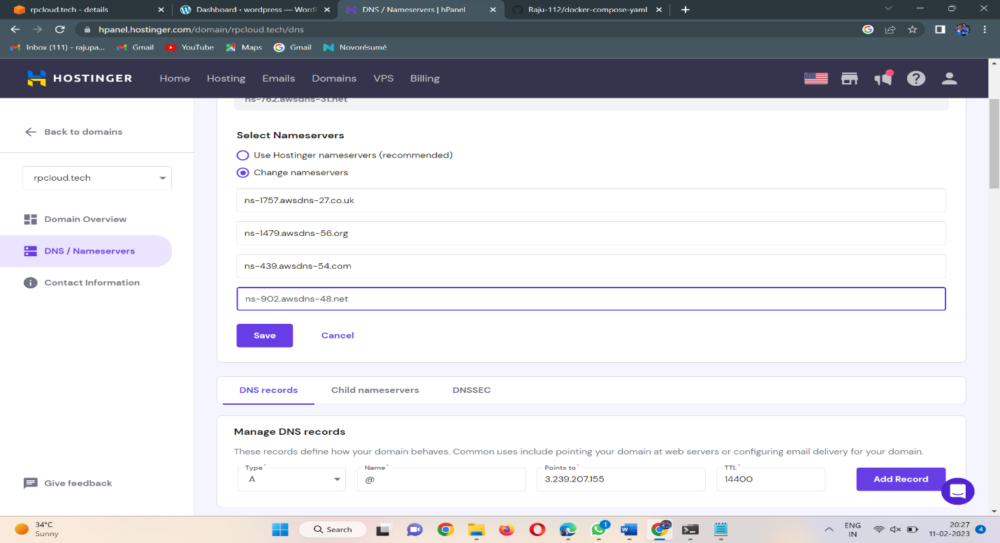 rpcloud.tech - details
Dashboard ‹ wordpress — WordP
DNS / Nameservers | hPanel
Raju-112/docker-compose-yaml
hpanel.hostinger.com/domain/rpcloud.tech/dns
Inbox (111) - rajupa...
Gmail
YouTube
Maps
Gmail
Novorésumé
HOSTINGER
Home
Hosting
Emails
Domains
VPS
Billing
ns-762.awsdns-31.net
Back to domains
Select Nameservers
Use Hostinger nameservers (recommended)
Change nameservers
rpcloud.tech
ns-1757.awsdns-27.co.uk
Domain Overview
ns-1479.awsdns-56.org
DNS / Nameservers
ns-439.awsdns-54.com
Contact Information
ns-902.awsdns-48.net
Save
Cancel
DNS records
Child nameservers
DNSSEC
Manage DNS records
These records define how your domain behaves. Common uses include pointing your domain at web servers or configuring email delivery for your domain.
Type*
A
Name*
@
Points to*
3.239.207.155
TTL*
14400
Add Record
Give feedback
34°C
Sunny
Search
1
ENG
IN
20:27
11-02-2023
4